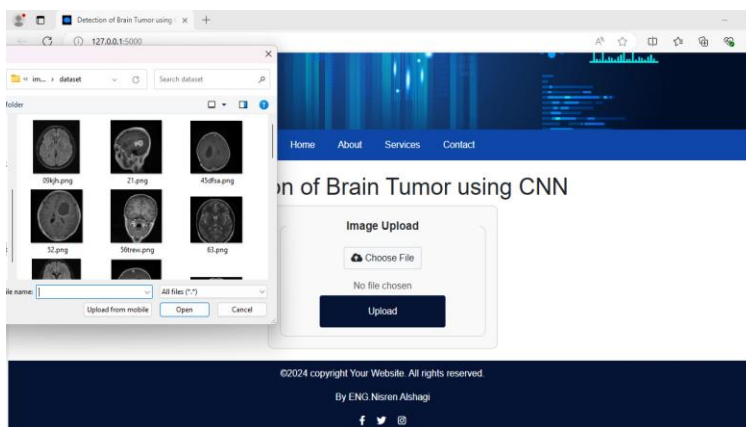 Detection of Brain Tumor using
127.0.0.1:5000
im... > dataset
Search dataset
folder
09kjh.png
21.png
45dfsa.png
52.png
56trew.png
63.png
ile name:
All files (*.*)
Upload from mobile
Open
Cancel
Home
About
Services
Contact
on of Brain Tumor using CNN
Image Upload
Choose File
No file chosen
Upload
©2024 copyright Your Website. All rights reserved.
By ENG.Nisren Alshagi